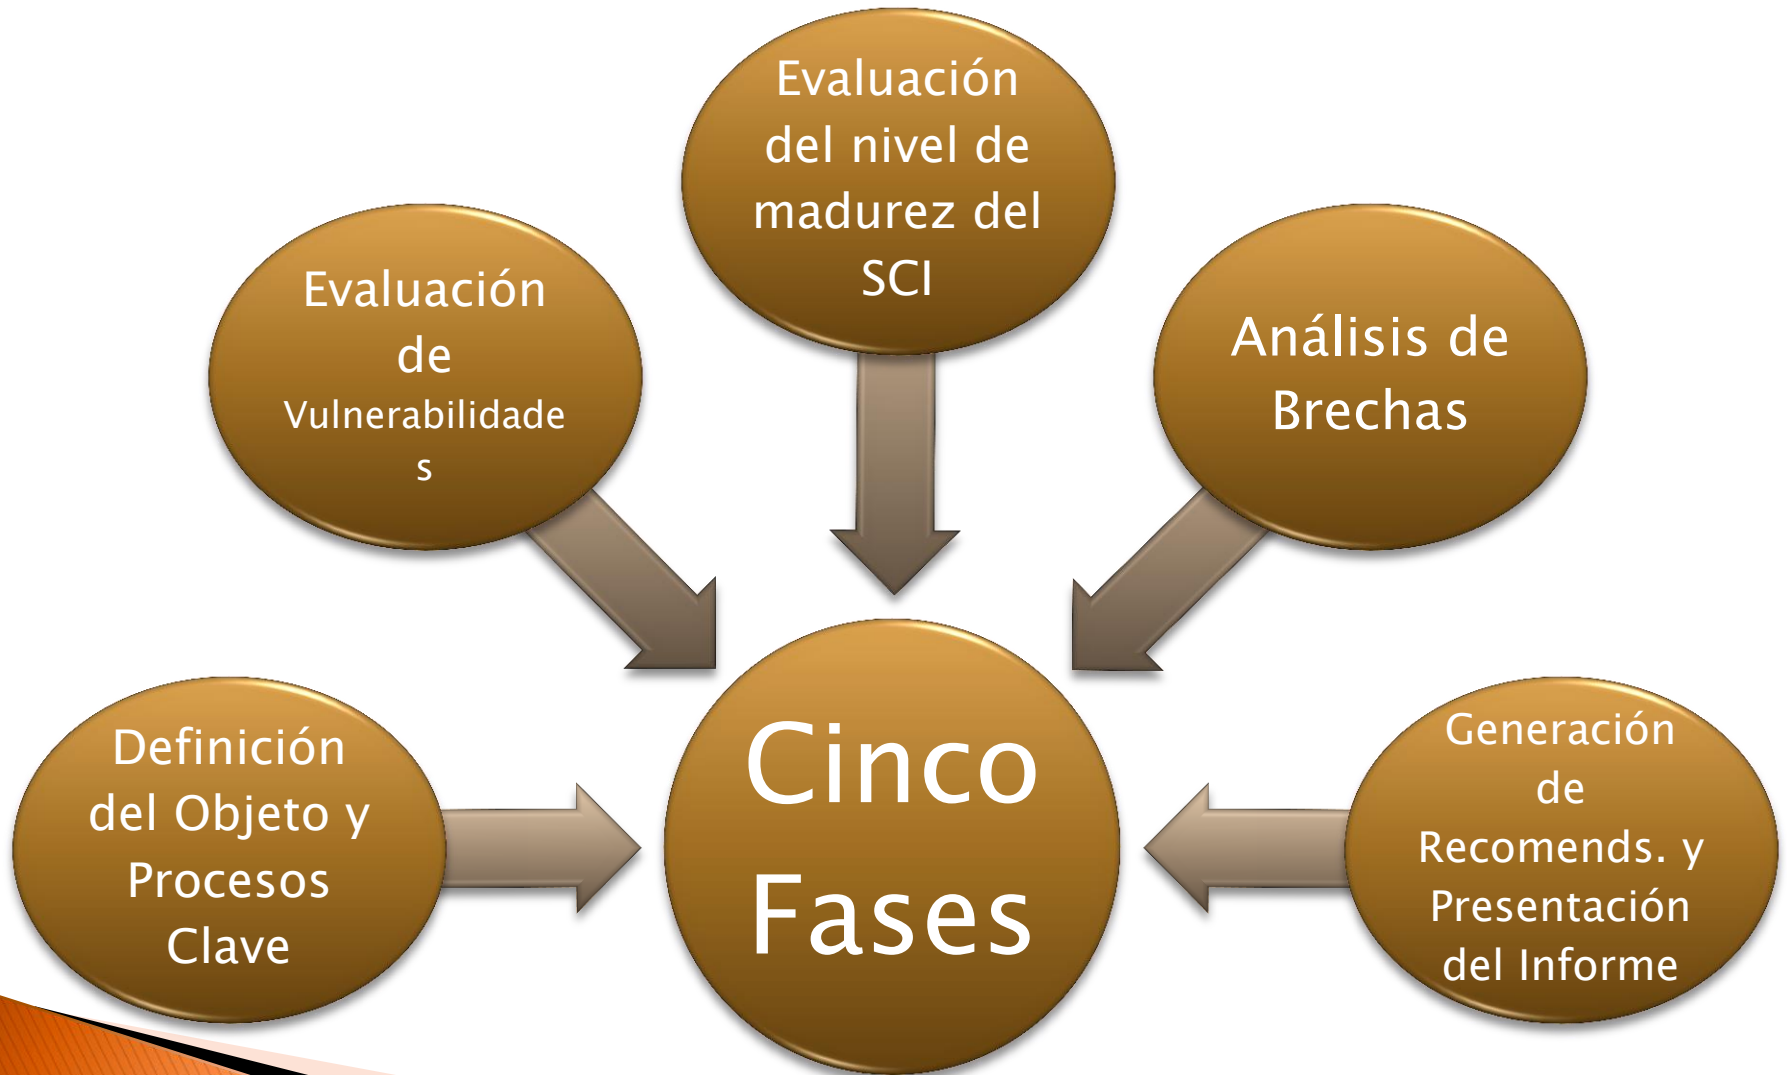 Evaluación
del nivel de
madurez del
SCI
Evaluación
de
Vulnerabilidade
s
Análisis de
Brechas
Definición
del Objeto y
Procesos
Clave
Cinco
Fases
Generación
de
Recomends. y
Presentación
del Informe